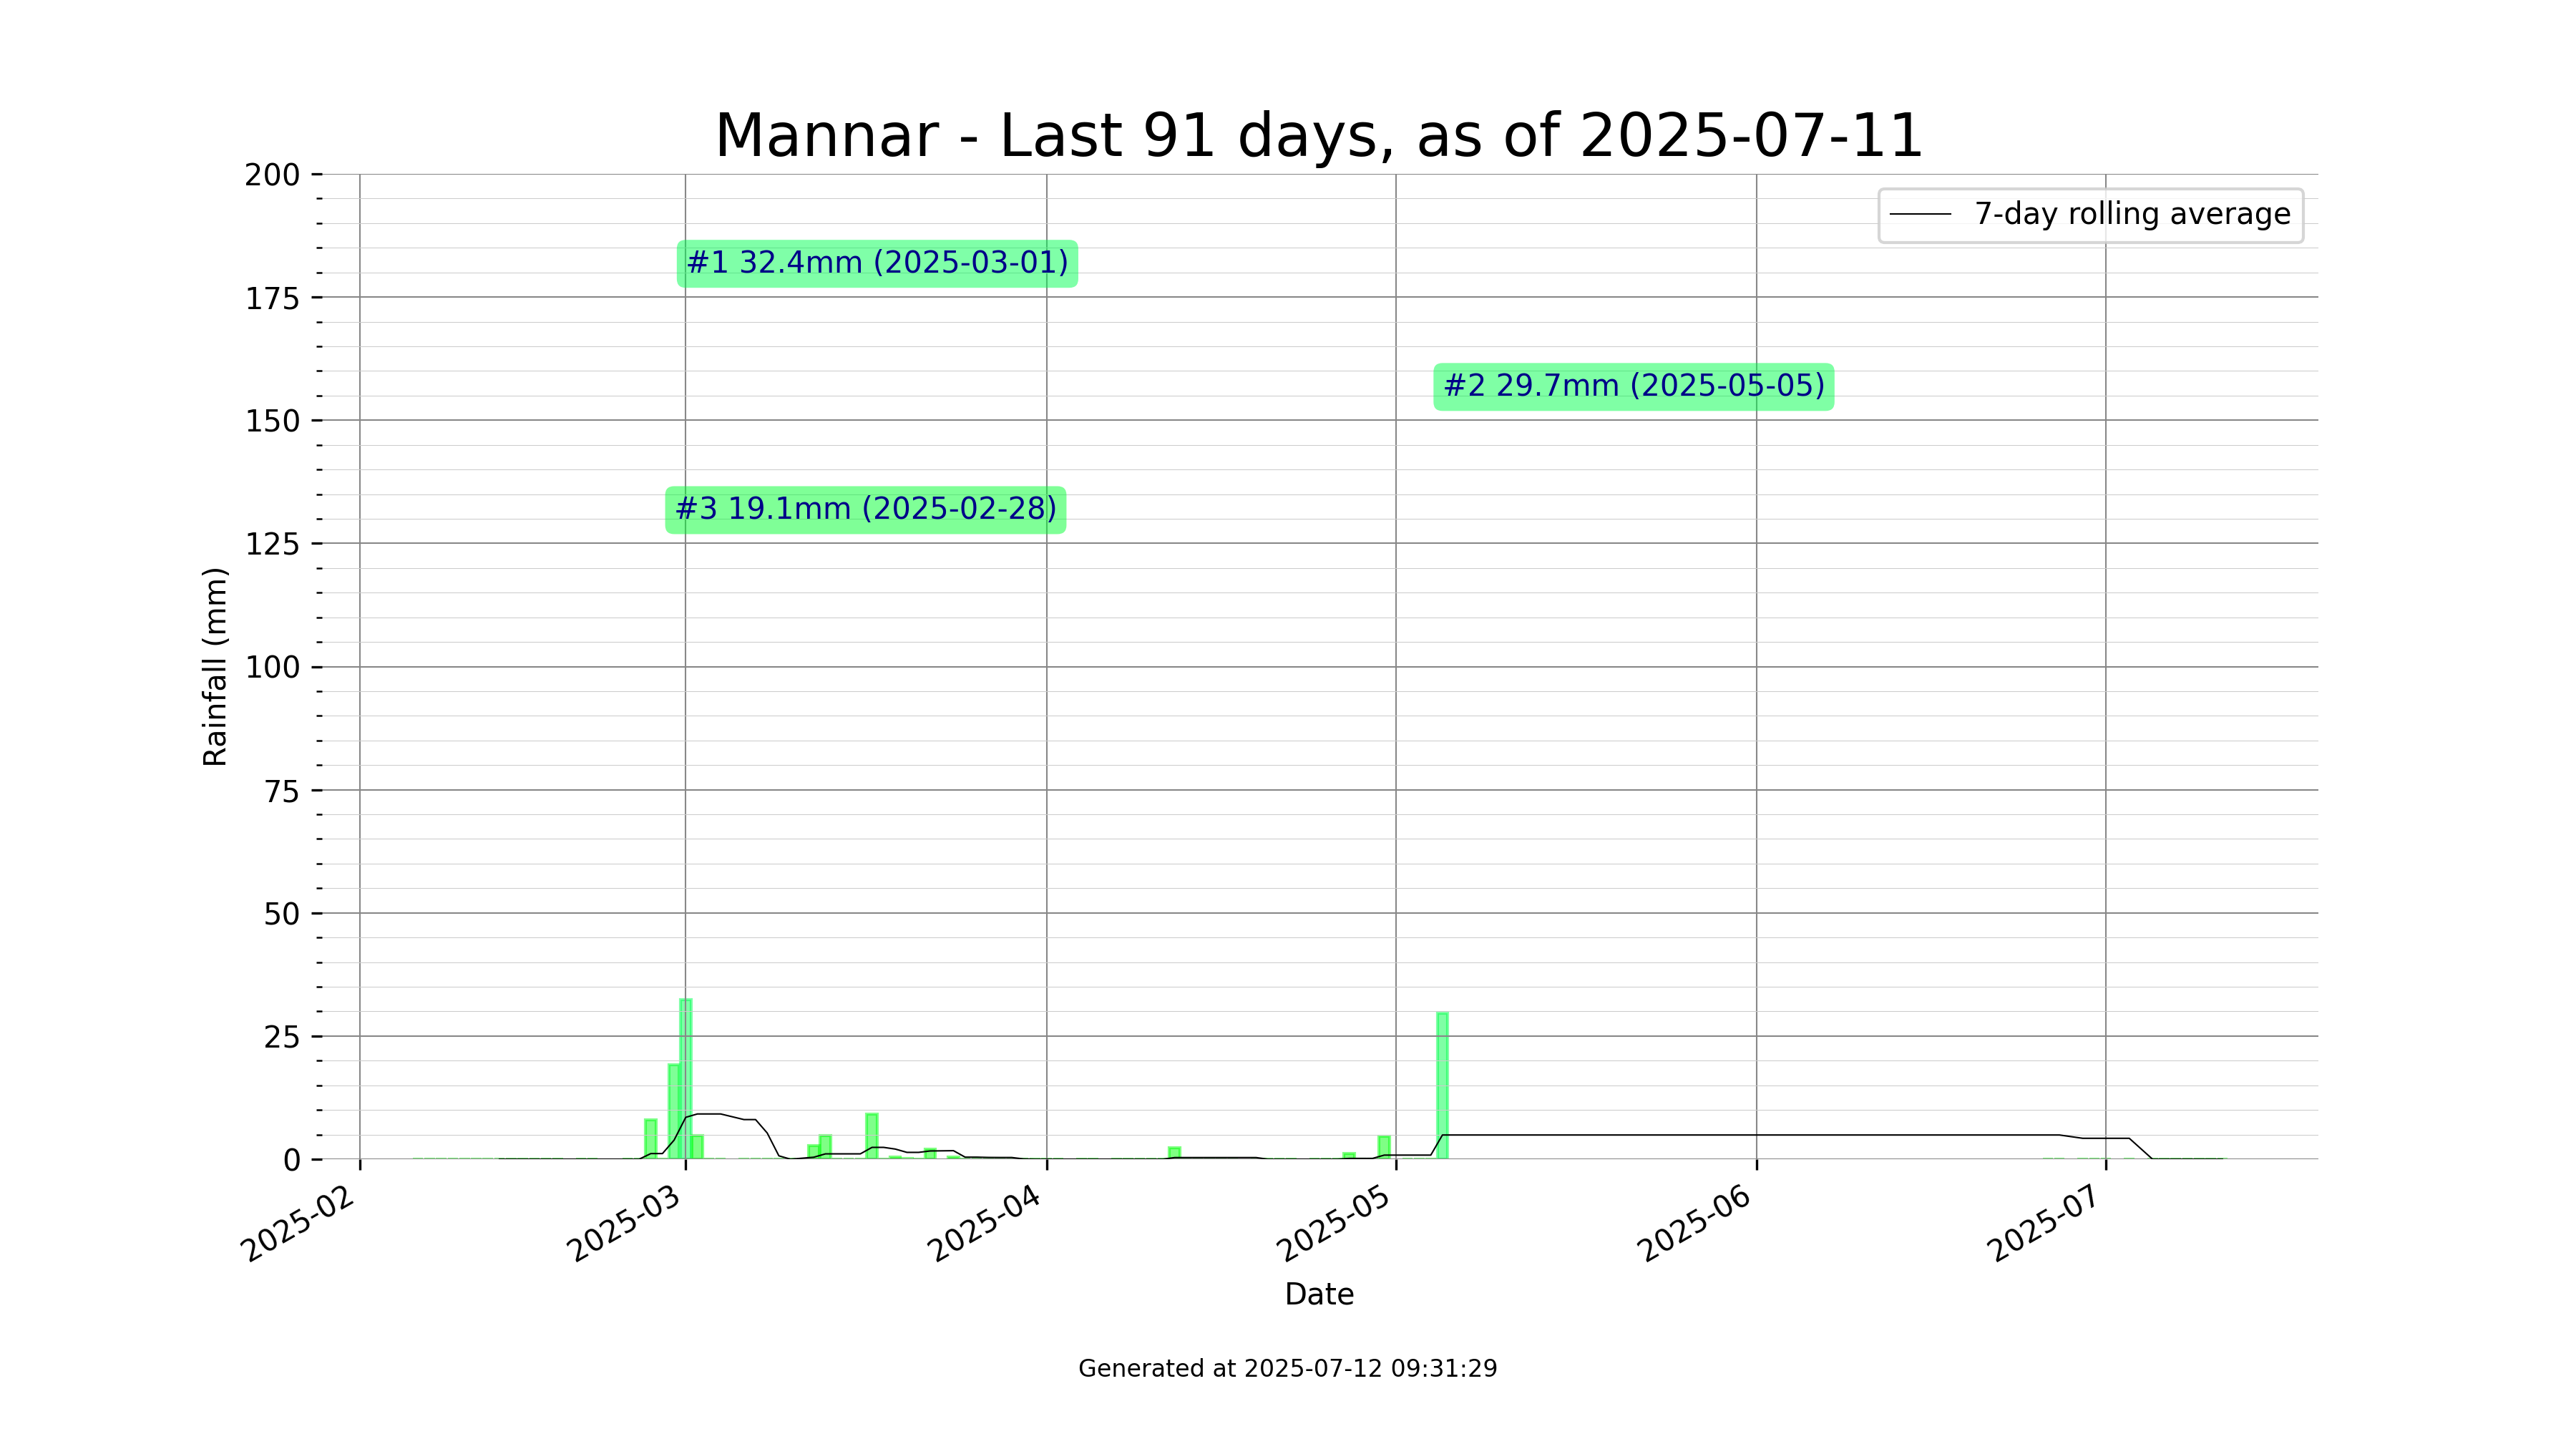 Mannar - Last 91 days, as of 2025-07-11
7-day rolling average
#1 32.4mm (2025-03-01)
#2 29.7mm (2025-05-05)
#3 19.1mm (2025-02-28)
Rainfall (mm)
200
175
150
125
100
75
50
25
0
2025-02
2025-03
2025-04
2025-05
2025-06
2025-07
Date
Generated at 2025-07-12 09:31:29